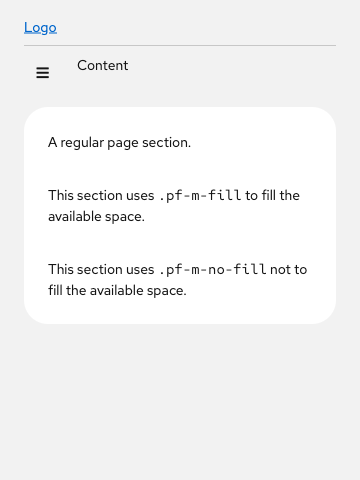 Logo
Content
A regular page section.
This section uses .pf-m-fill to fill the
available space.
This section uses .pf-m-no-fill not to
fill the available space.